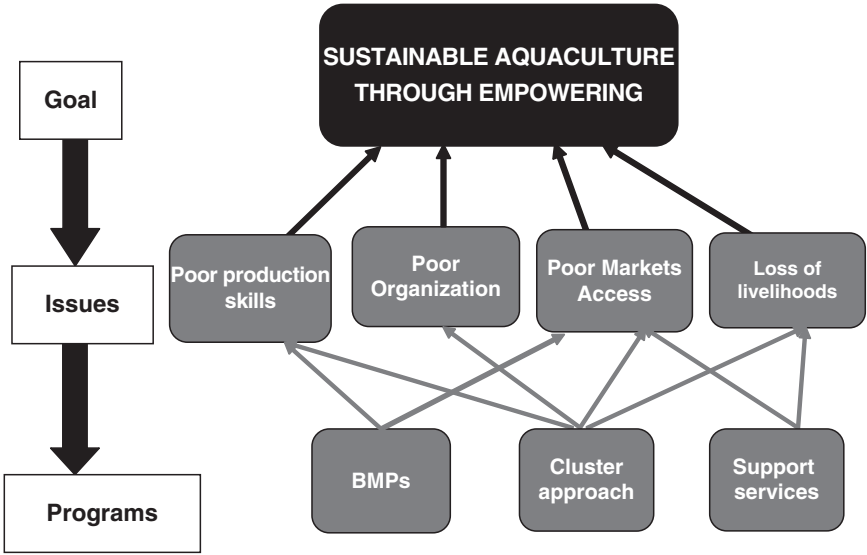 SUSTAINABLE AQUACULTURE
THROUGH EMPOWERING
Goal
Poor production
skills
Poor
Organization
Poor Markets
Access
Loss of
livelihoods
Issues
BMPs
Cluster
approach
Support
services
Programs